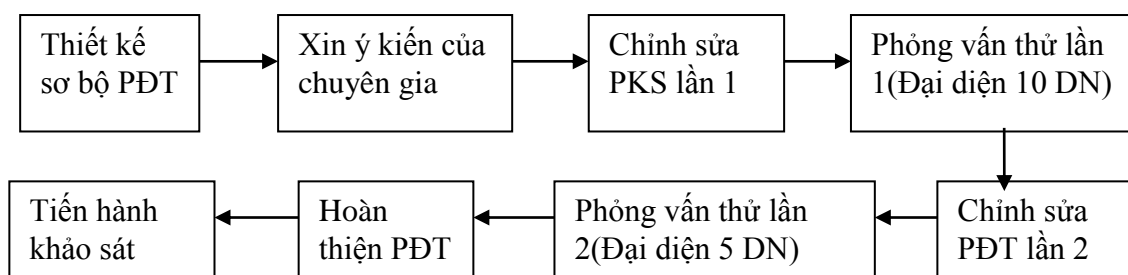 Thiết kế
sơ bộ PĐT
Xin ý kiến của
chuyên gia
Chỉnh sửa
PKS lần 1
Phỏng vấn thử lần
1(Đại diện 10 DN)
Chỉnh sửa
PĐT lần 2
Phỏng vấn thử lần
2(Đại diện 5 DN)
Hoàn
thiện PĐT
Tiến hành
khảo sát